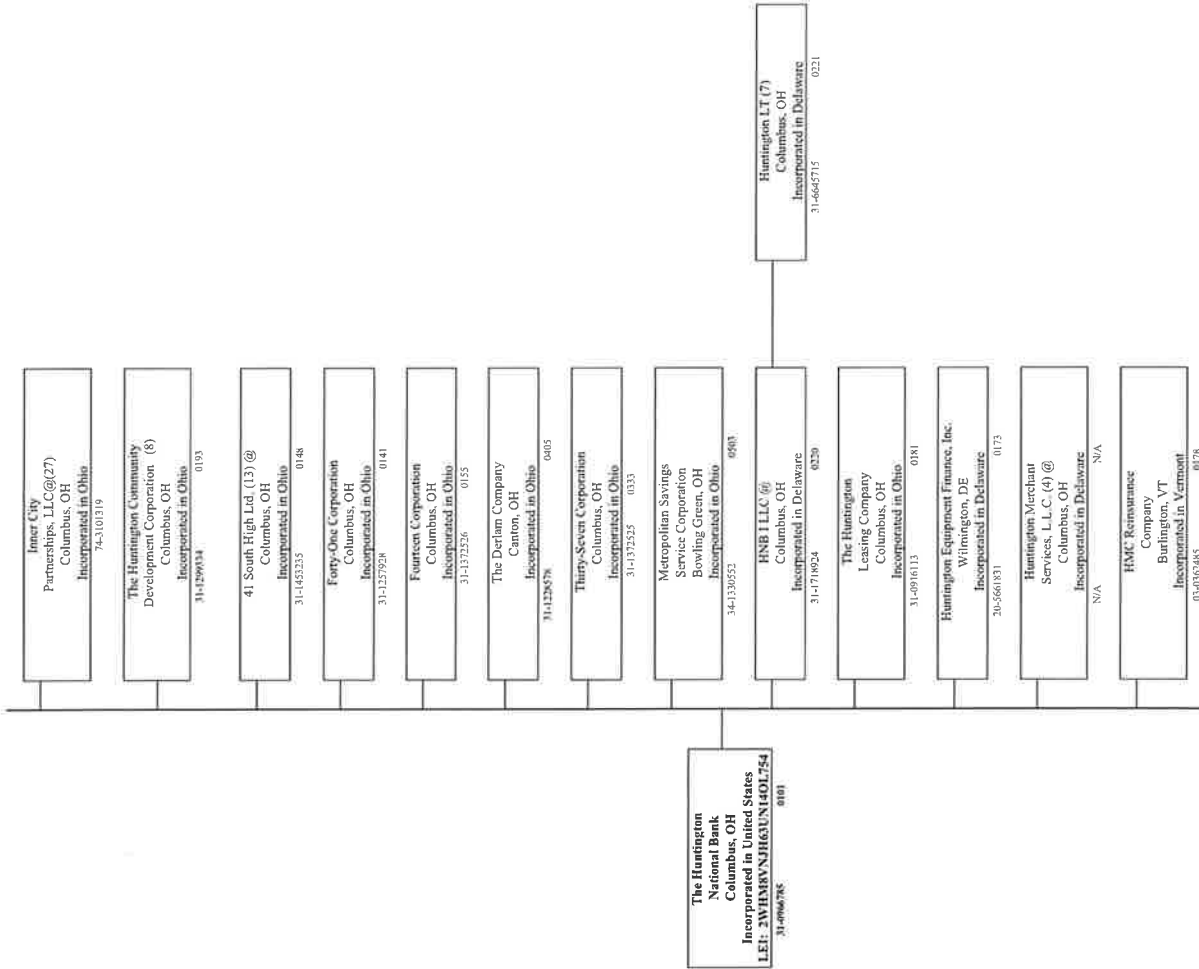 Inner City
Partnerships, LLC@(27)
Columbus, OH
Incorporated in Ohio
74-3101319
The Huntington Community
Development Corporation (8)
Columbus, OH
Incorporated in Ohio
31-1299334 0193
41 South High Ltd, (13) @
Columbus, OH
Incorporated in Ohio
31-1453235 0148
Forty-One Corporation
Columbus, OH
Incorporated in Ohio
31-1257928 0141
Fourteen Corporation
Columbus, OH
Incorporated in Ohio
31-1372526 0155
The Derlam Company
Canton, OH
Incorporated in Ohio
31-1228578 0405
Thirty-Seven Corporation
Columbus, OH
Incorporated in Ohio
31-1372525 0333
Metropolitan Savings
Service Corporation
Bowling Green, OH
Incorporated in Ohio
34-1330552 0503
The Huntington
National Bank
Columbus, OH
Incorporated in United States
LEI: 2WHM8VNJH63UN14OL754
31-0966785 0101
HNB I LLC @
Columbus, OH
Incorporated in Delaware
31-1718924 0220
Huntington LT (7)
Columbus, OH
Incorporated in Delaware
31-6645715 0221
The Huntington
Leasing Company
Columbus, OH
Incorporated in Ohio
31-0916113 0181
Huntington Equipment Finance, Inc.
Wilmington, DE
Incorporated in Delaware
20-5661831 0173
Huntington Merchant
Services, L.L.C. (4) @
Columbus, OH
Incorporated in Delaware
N/A N/A
HMC Reinsurance
Company
Burlington, VT
Incorporated in Vermont
03-0362485 0178